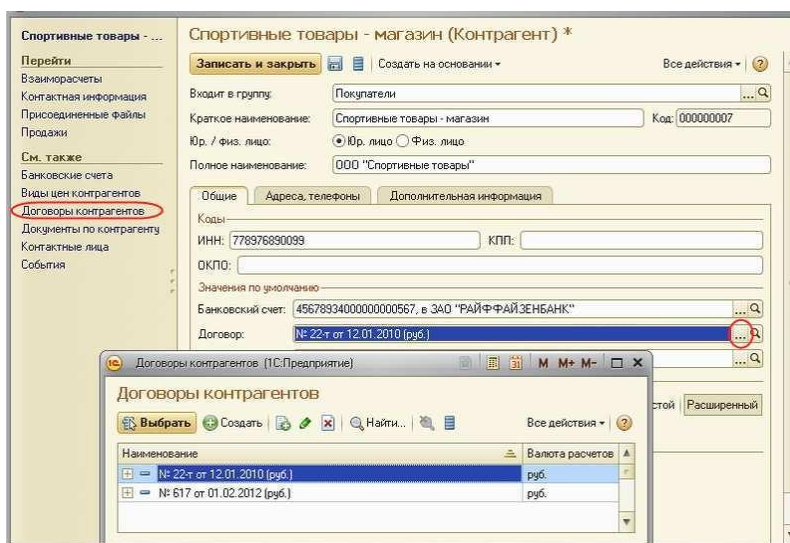 Спортивные товары - ...
Перейти
Взаиморасчеты
Контактная информация
Присоединенные файлы
Продажи
См. также
Банковские счета
Виды цен контрагентов
Договоры контрагентов
Документы по контрагенту
Контактные лица
События
Спортивные товары - магазин (Контрагент) *
Записать и закрыть Создать на основании Все действия ?
Входит в группу: Покупатели ...
Краткое наименование: Спортивные товары - магазин Код: 000000007
Юр. / физ. лицо: Юр. лицо Физ. лицо
Полное наименование: ООО "Спортивные товары"
Общие Адреса, телефоны Дополнительная информация
Коды
ИНН: 778976890099 КПП:
ОКПО:
Значения по умолчанию
Банковский счет: 45678934000000000567, в ЗАО "РАЙФФАЙЗЕНБАНК" ...
Договор: № 22-т от 12.01.2010 (руб.) ...
...
стой Расширенный
1С Договоры контрагентов (1С:Предприятие) 31 M M+ M-
Договоры контрагентов
Выбрать Создать Найти... Все действия ?
Наименование Валюта расчетов
№ 22-т от 12.01.2010 (руб.) руб.
№ 617 от 01.02.2012 (руб.) руб.